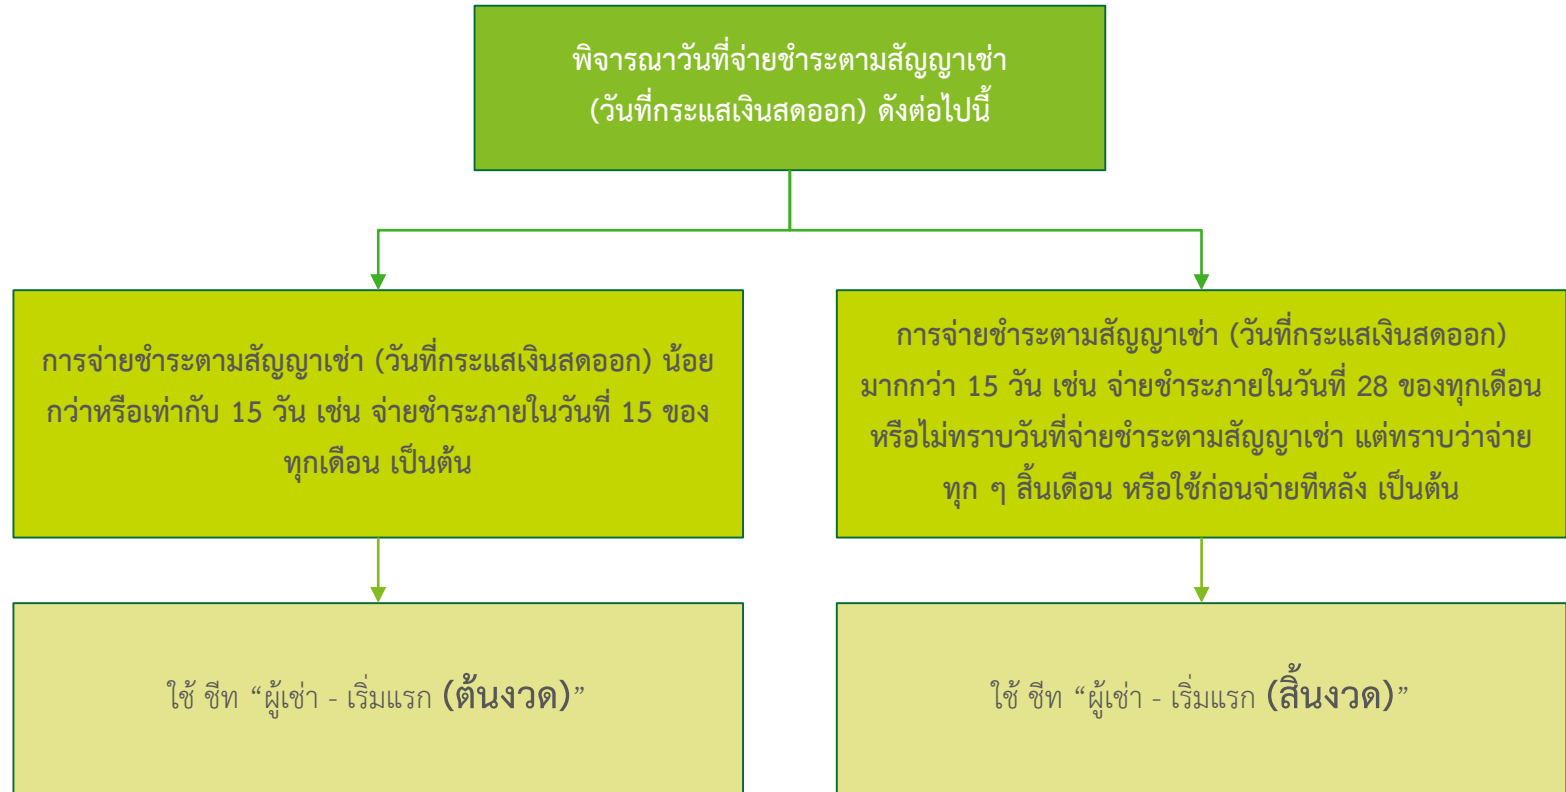 พิจารณาวันที่จ่ายชำระตามสัญญาเช่า
(วันที่กระแสเงินสดออก) ดังต่อไปนี้
การจ่ายชำระตามสัญญาเช่า (วันที่กระแสเงินสดออก) น้อย
กว่าหรือเท่ากับ 15 วัน เช่น จ่ายชำระภายในวันที่ 15 ของ
ทุกเดือน เป็นต้น
การจ่ายชำระตามสัญญาเช่า (วันที่กระแสเงินสดออก)
มากกว่า 15 วัน เช่น จ่ายชำระภายในวันที่ 28 ของทุกเดือน
หรือไม่ทราบวันที่จ่ายชำระตามสัญญาเช่า แต่ทราบว่าจ่าย
ทุก ๆ สิ้นเดือน หรือใช้ก่อนจ่ายทีหลัง เป็นต้น
ใช้ ชีท “ผู้เช่า - เริ่มแรก (ต้นงวด)”
ใช้ ชีท “ผู้เช่า - เริ่มแรก (สิ้นงวด)”